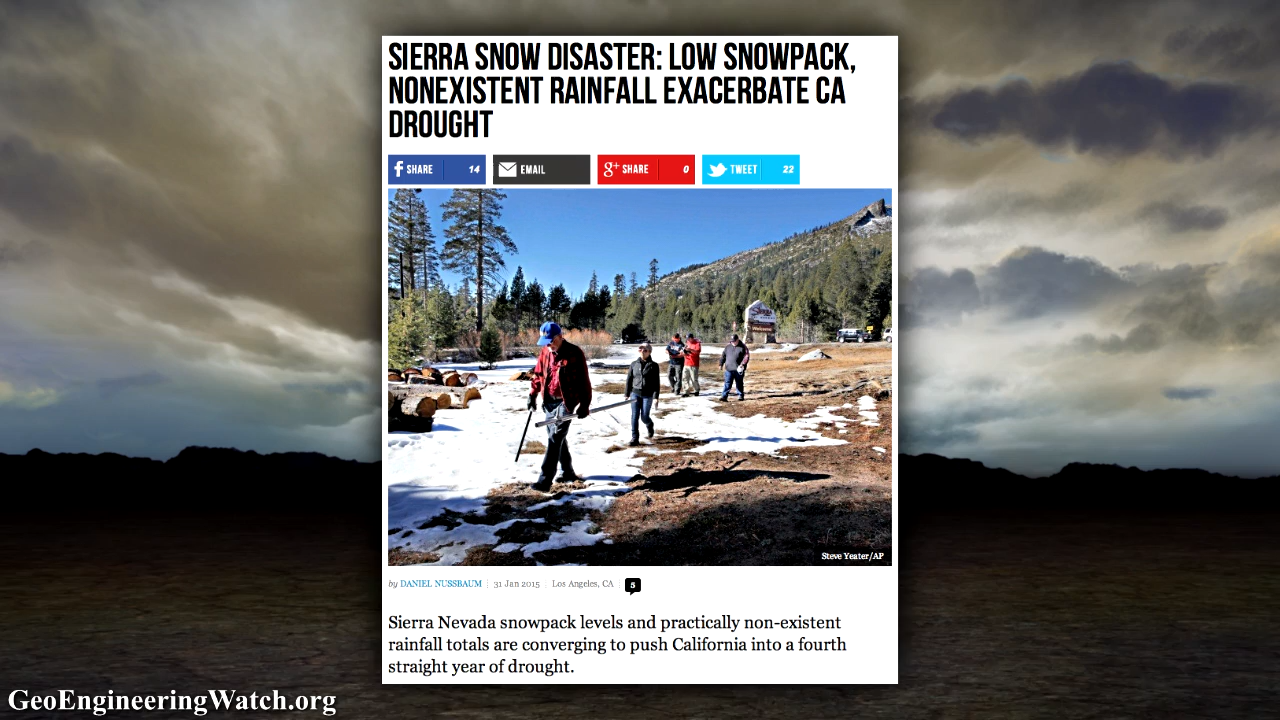 SIERRA SNOW DISASTER: LOW SNOWPACK,
NONEXISTENT RAINFALL EXACERBATE CA
DROUGHT
f SHARE 14 EMAIL g+ SHARE 0 TWEET 22
Sierra
Welcome
Steve Yeater/AP
by DANIEL NUSSBAUM | 31 Jan 2015 | Los Angeles, CA | 5
Sierra Nevada snowpack levels and practically non-existent
rainfall totals are converging to push California into a fourth
straight year of drought.
GeoEngineeringWatch.org